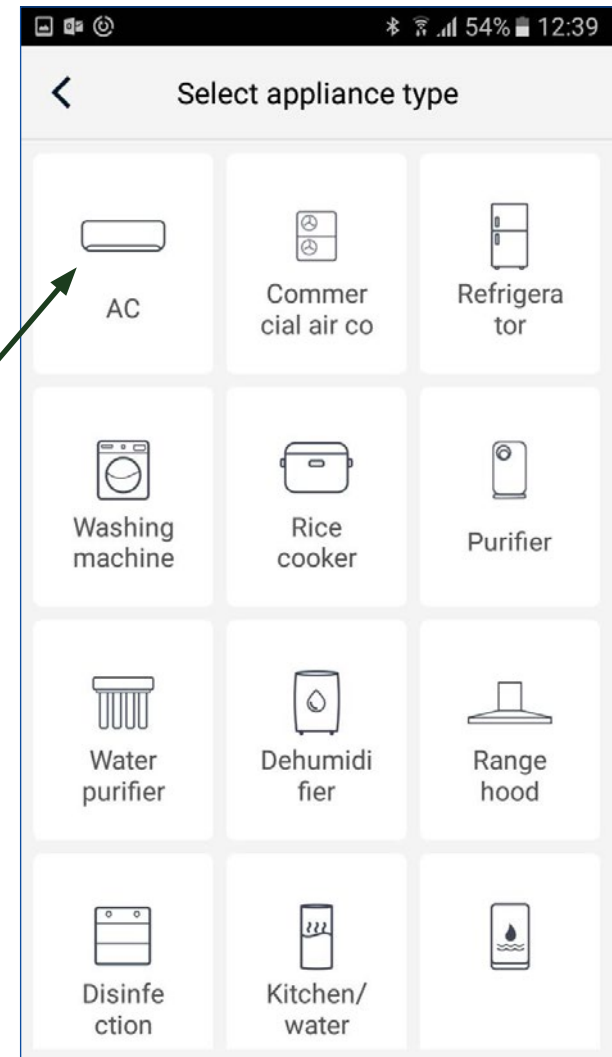 54% 12:39
Select appliance type
AC
Commer
cial air co
Refrigera
tor
Washing
machine
Rice
cooker
Purifier
Water
purifier
Dehumidi
fier
Range
hood
Disinfe
ction
Kitchen/
water